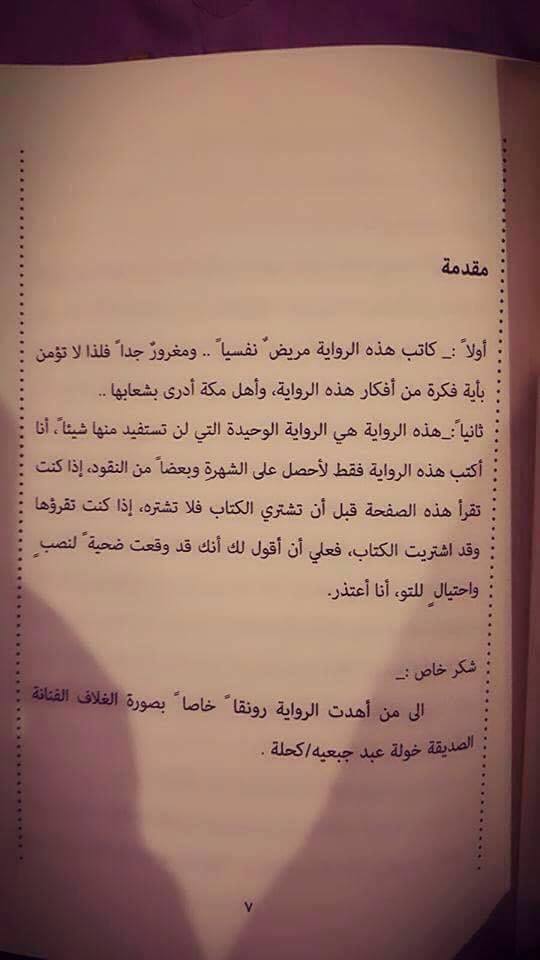 مقدمة
أولاً :_ كاتب هذه الرواية مريضٌ نفسياً .. ومغرورٌ جداً فلذا لا تؤمن
بأية فكرة من أفكار هذه الرواية، وأهل مكة أدرى بشعابها ..
ثانياً:_هذه الرواية هي الرواية الوحيدة التي لن تستفيد منها شيئاً، أنا
أكتب هذه الرواية فقط لأحصل على الشهرةِ وبعضاً من النقود، إذا كنت
تقرأ هذه الصفحة قبل أن تشتري الكتاب فلا تشتره، إذا كنت تقرؤها
وقد اشتريت الكتاب، فعلي أن أقول لك أنك قد وقعت ضحيةً لنصبٍ
واحتيالٍ للتو، أنا أعتذر.
شكر خاص :_
الى من أهدت الرواية رونقاً خاصاً بصورة الغلاف الفنانة
الصديقة خولة عبد جبعيه/كحلة .
٧